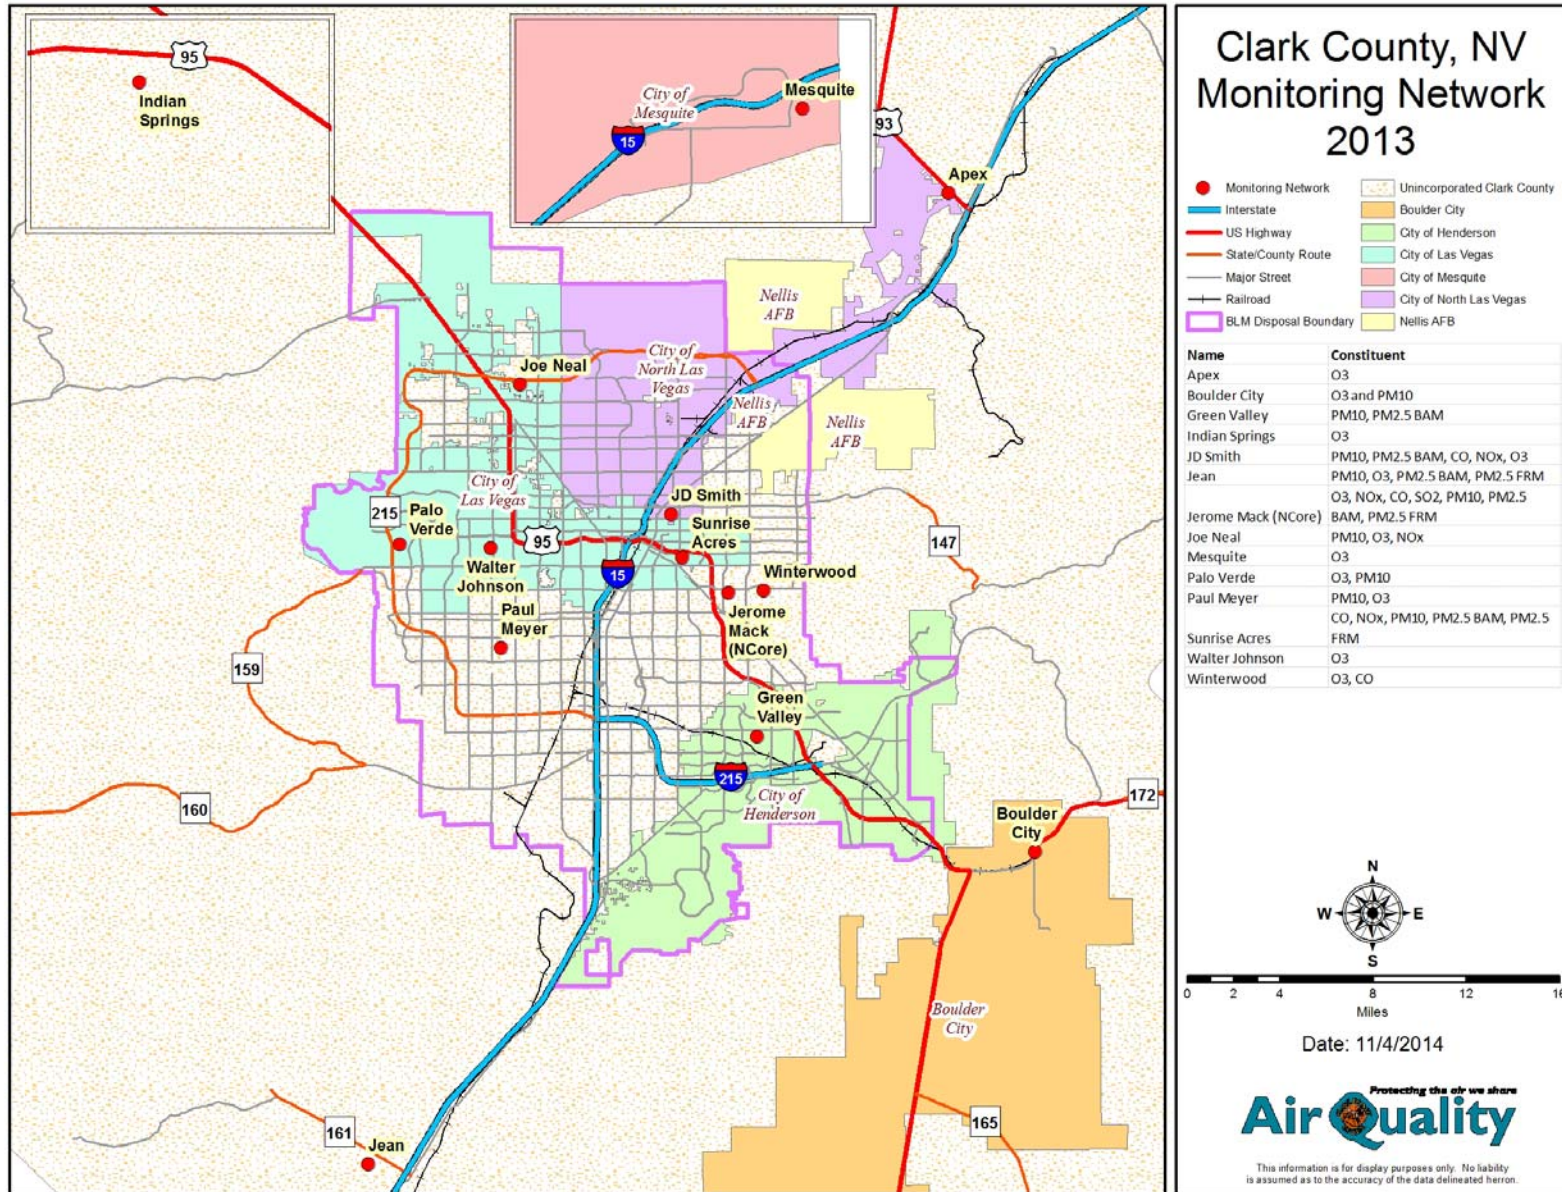 95
Indian
Springs
City of
Mesquite
Mesquite
15
93
Apex
Nellis
AFB
Joe Neal
City of
North Las
Vegas
Nellis
AFB
Nellis
AFB
City of
Las Vegas
JD Smith
215
Palo
Verde
Sunrise
Acres
95
147
Walter
Johnson
15
Winterwood
Paul
Meyer
Jerome
Mack
(NCore)
159
Green
Valley
215
City of
Henderson
160
172
Boulder
City
Boulder
City
161
Jean
165
Clark County, NV
Monitoring Network
2013
Monitoring Network
Interstate
US Highway
State/County Route
Major Street
Railroad
BLM Disposal Boundary
Unincorporated Clark County
Boulder City
City of Henderson
City of Las Vegas
City of Mesquite
City of North Las Vegas
Nellis AFB
Name Constituent
Apex O3
Boulder City O3 and PM10
Green Valley PM10, PM2.5 BAM
Indian Springs O3
JD Smith PM10, PM2.5 BAM, CO, NOx, O3
Jean PM10, O3, PM2.5 BAM, PM2.5 FRM
O3, NOx, CO, SO2, PM10, PM2.5
Jerome Mack (NCore) BAM, PM2.5 FRM
Joe Neal PM10, O3, NOx
Mesquite O3
Palo Verde O3, PM10
Paul Meyer PM10, O3
CO, NOx, PM10, PM2.5 BAM, PM2.5
Sunrise Acres FRM
Walter Johnson O3
Winterwood O3, CO
N
W E
S
0 2 4 8 12 16
Miles
Date: 11/4/2014
Protecting the air we share
Air Quality
This information is for display purposes only. No liability
is assumed as to the accuracy of the data delineated herron.